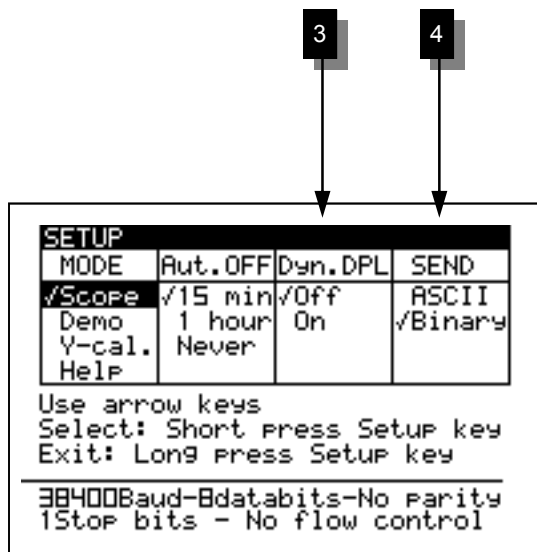 3 4
SETUP
MODE Aut.OFF Dyn.DPL SEND
√Scope √15 min √Off ASCII
Demo 1 hour On √Binary
Y-cal. Never
Help
Use arrow keys
Select: Short press Setup key
Exit: Long press Setup key
38400Baud-8databits-No parity
1Stop bits - No flow control